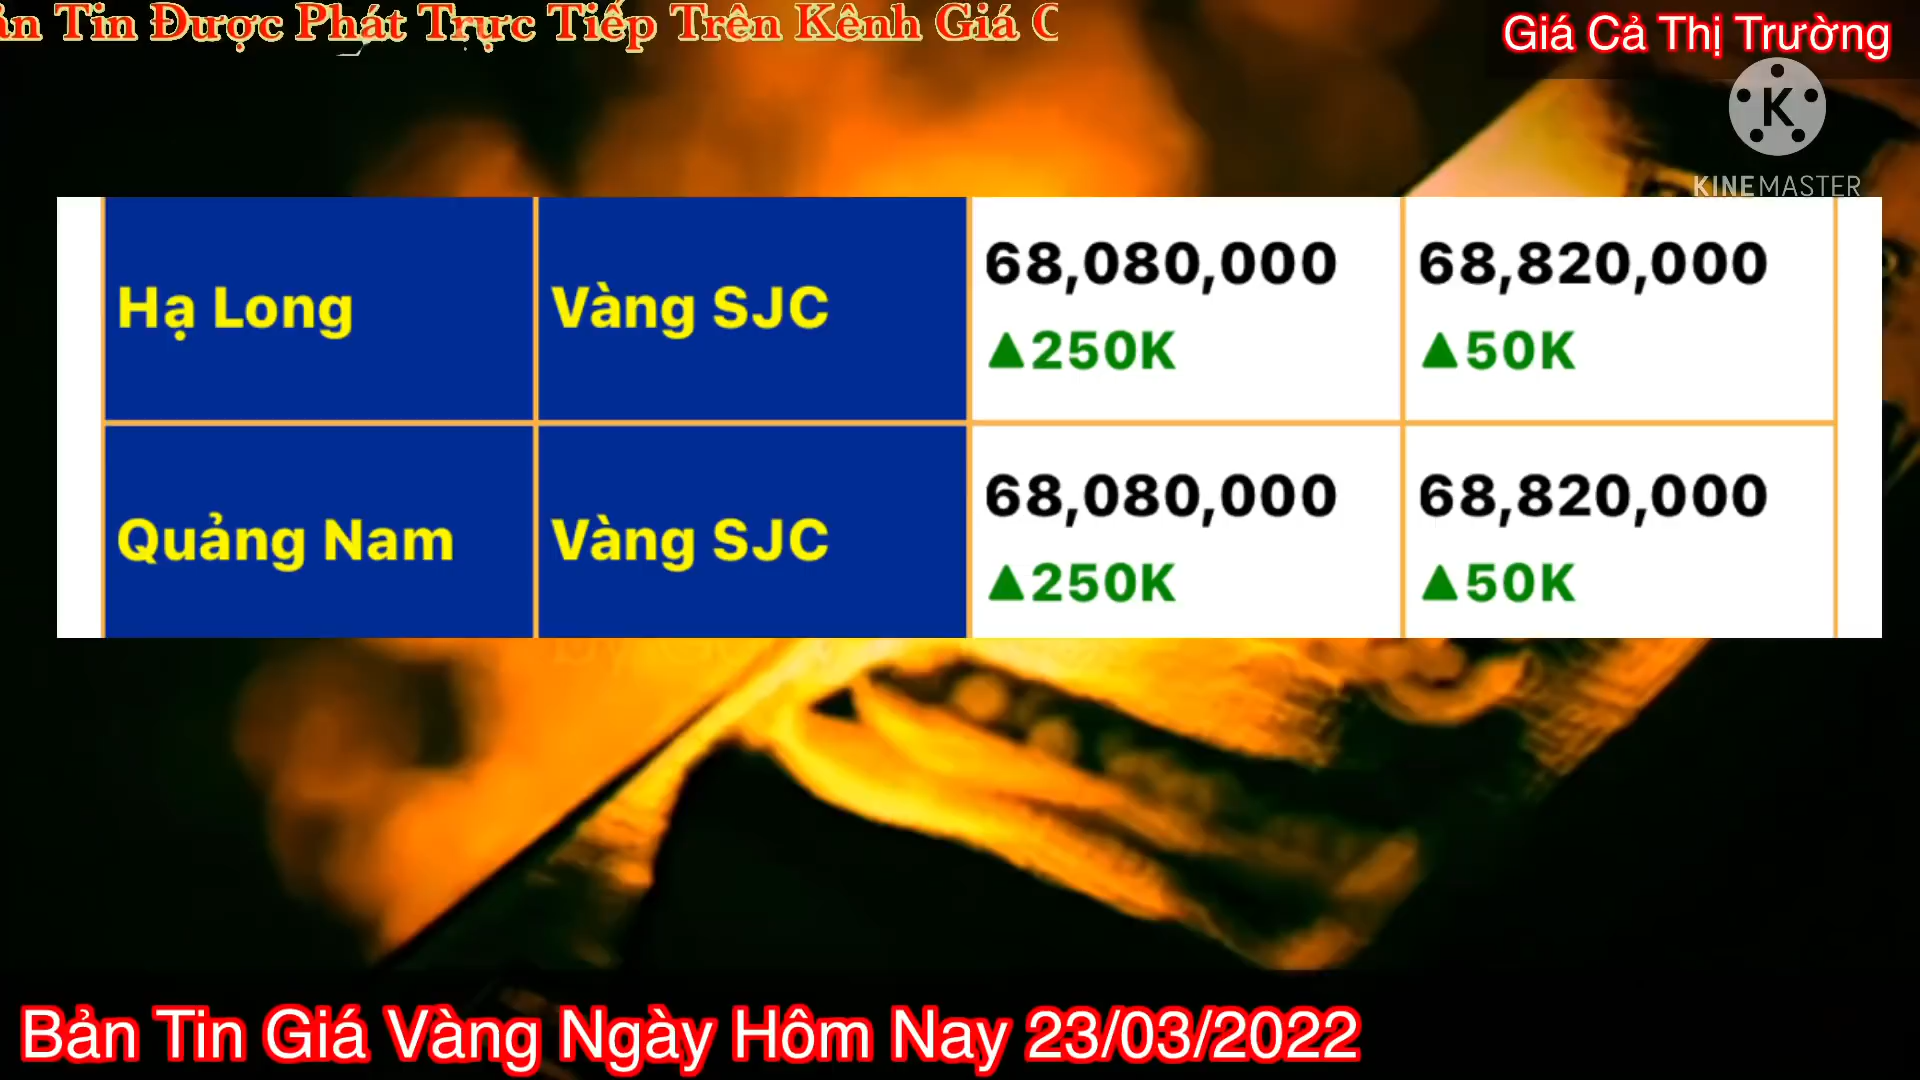 Tin Được Phát Trực Tiếp Trên Kênh Giá
Giá Cả Thị Trường
K
KINEMASTER
Hạ Long
Vàng SJC
68,080,000
▲250K
68,820,000
▲50K
Quảng Nam
Vàng SJC
68,080,000
▲250K
68,820,000
▲50K
Bản Tin Giá Vàng Ngày Hôm Nay 23/03/2022